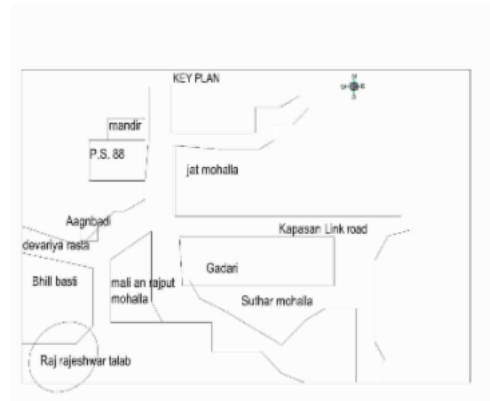 KEY PLAN
mandir
P.S. 88
jat mohalla
Aagnbadi
Kapasan Link road
devariya rasta
Gadari
Bhill basti
mali an rajput
mohalla
Suthar mohalla
Raj rajeshwar talab